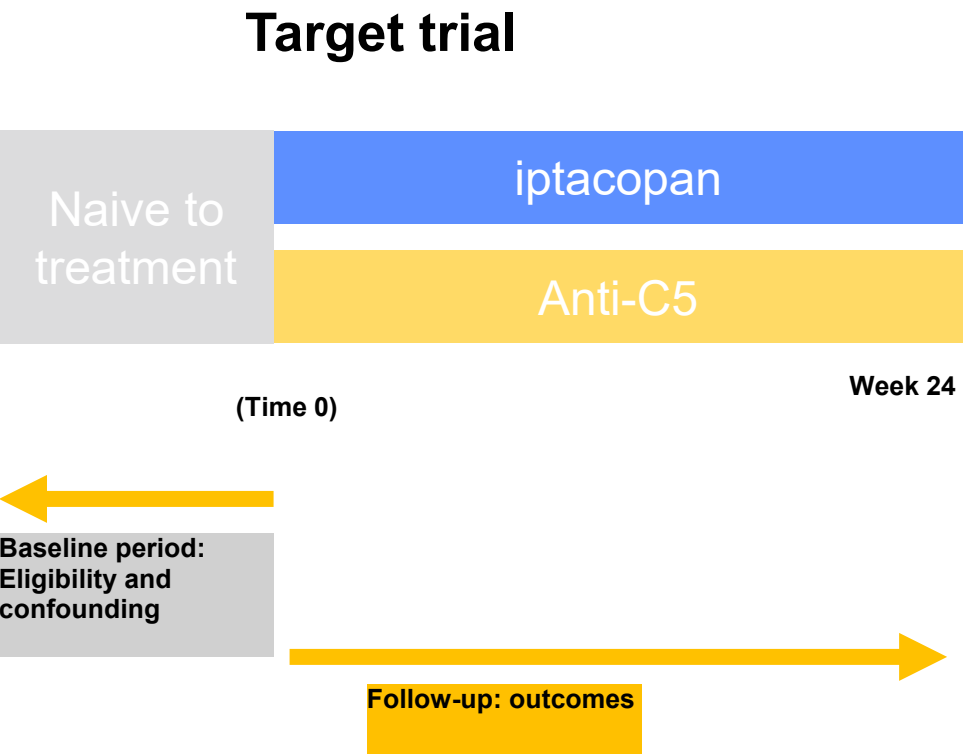 Target trial
Naive to
treatment
iptacopan
Anti-C5
Week 24
(Time 0)
Baseline period:
Eligibility and
confounding
Follow-up: outcomes